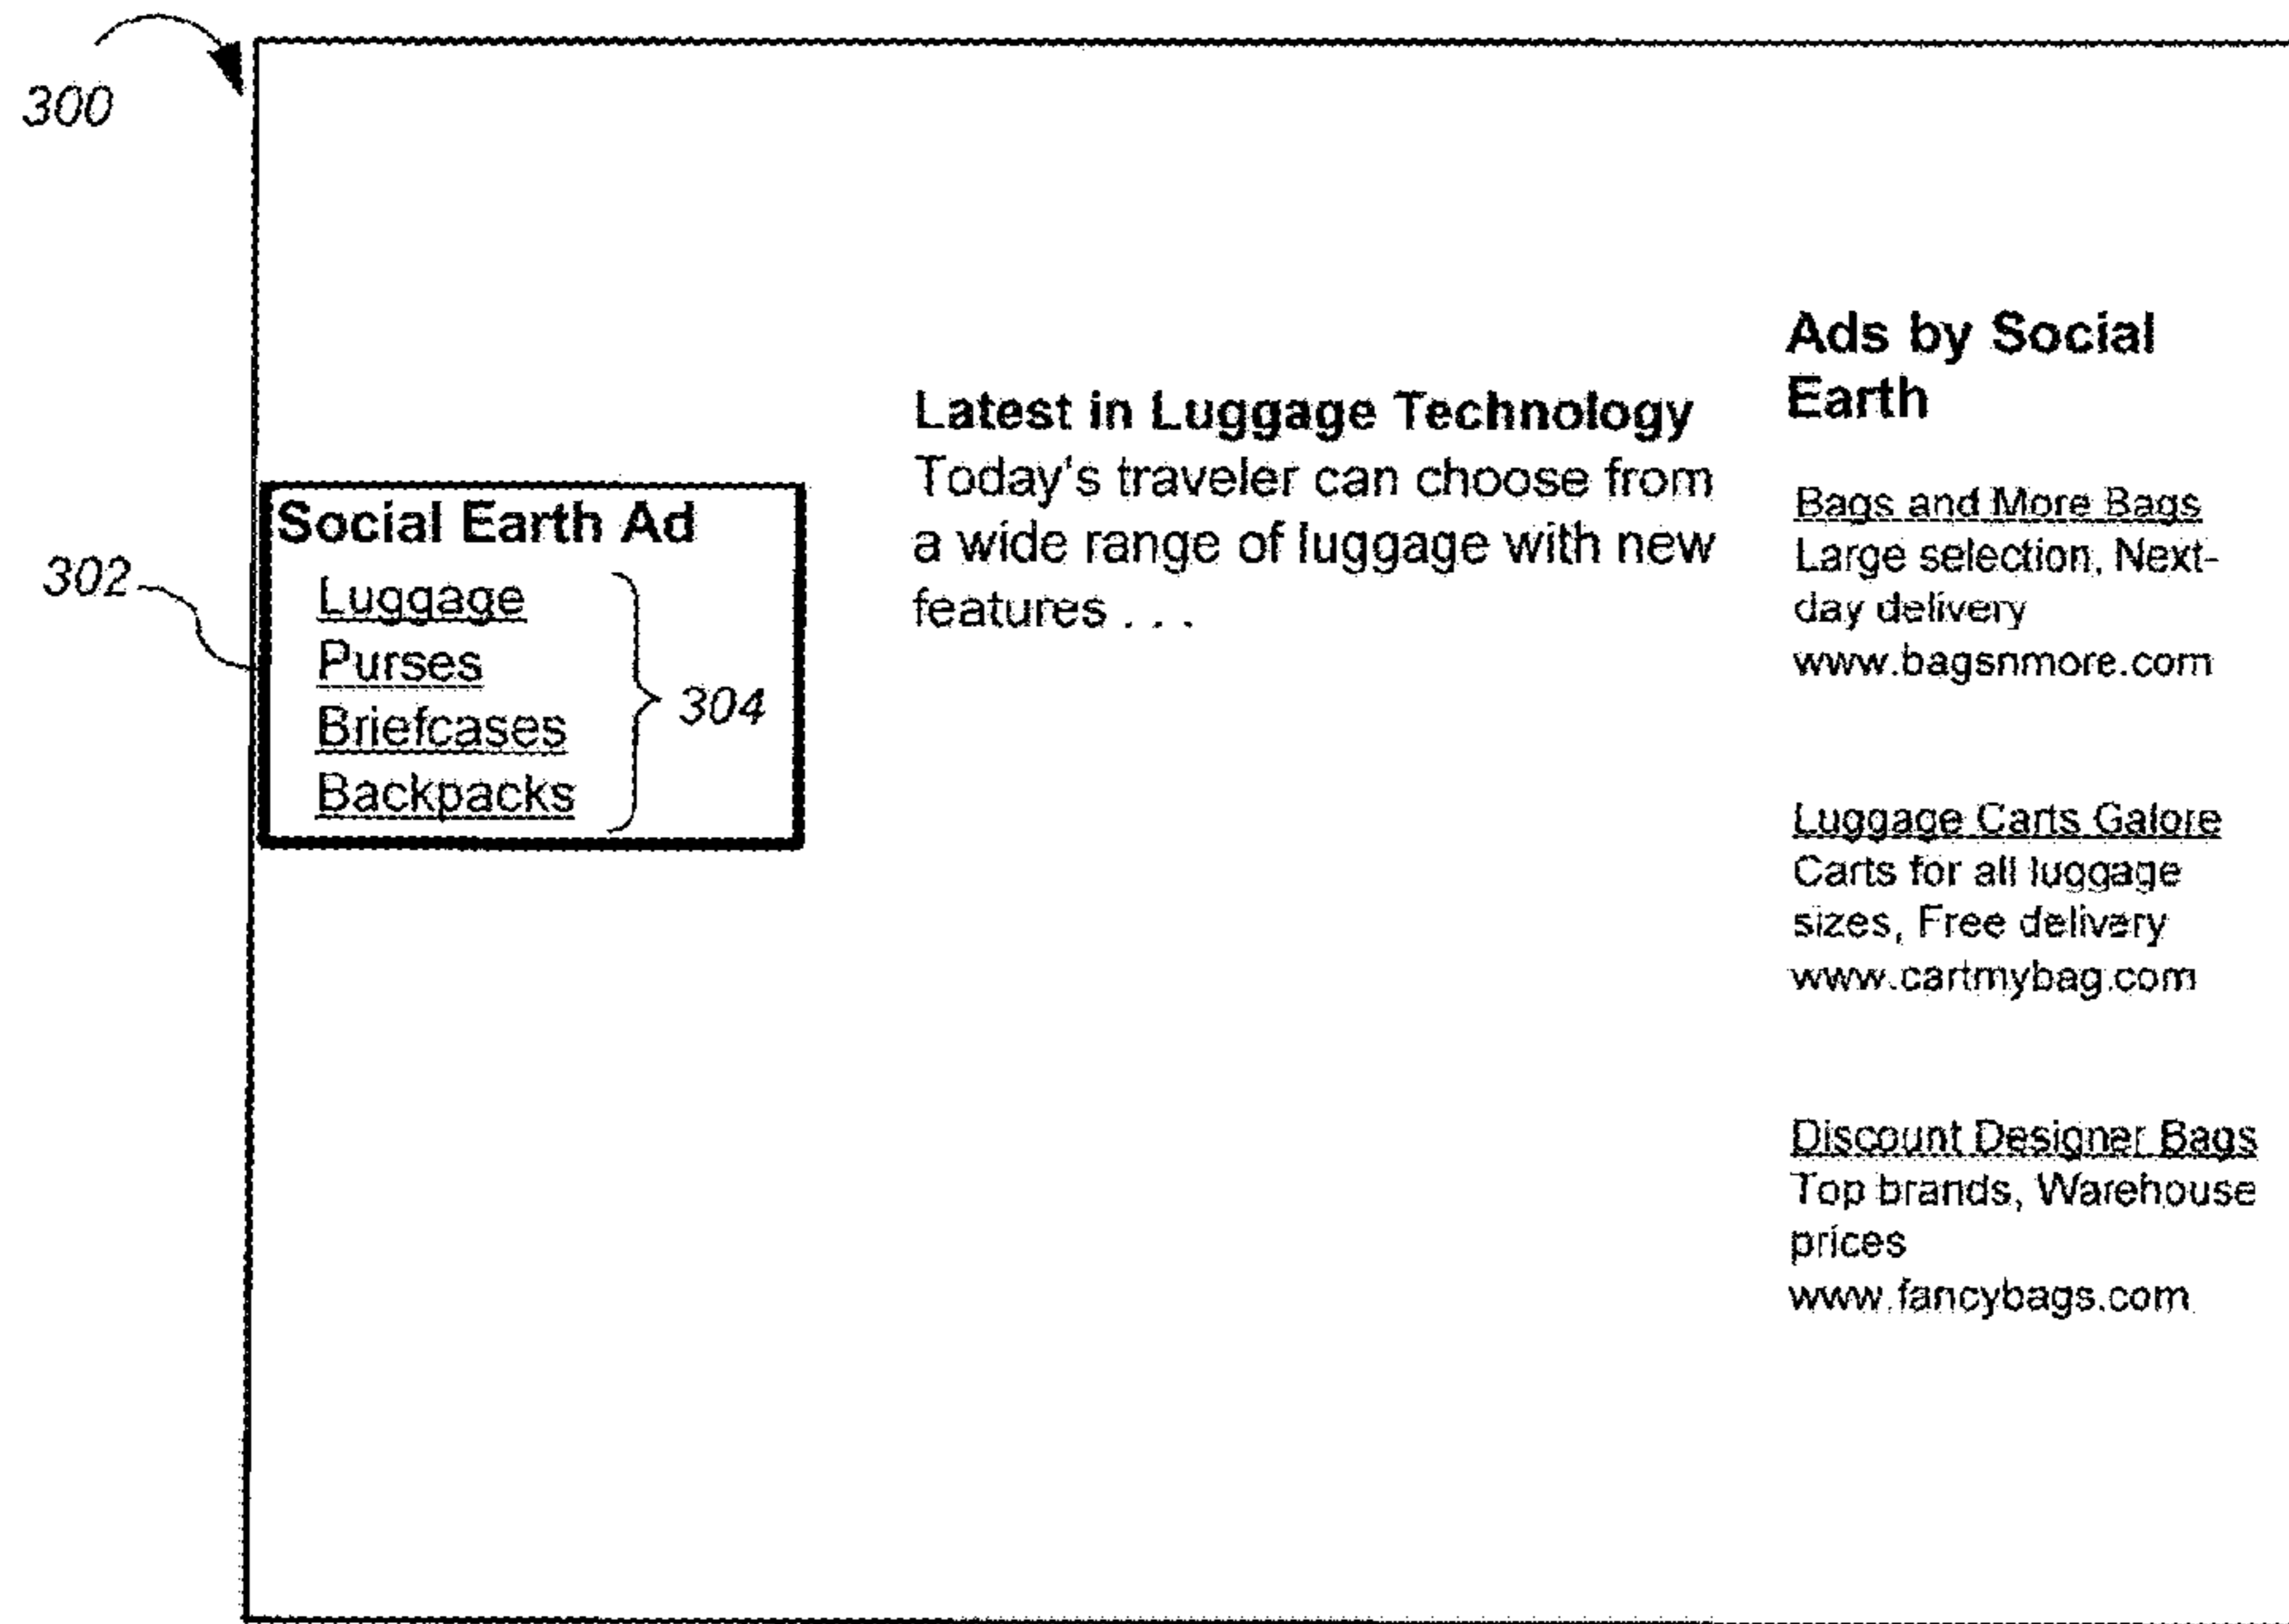 300
302
Social Earth Ad
Luggage
Purses
Briefcases
Backpacks
304
Latest in Luggage Technology
Today's traveler can choose from
a wide range of luggage with new
features . . .
Ads by Social
Earth
Bags and More Bags
Large selection, Next-
day delivery
www.bagsnmore.com
Luggage Carts Galore
Carts for all luggage
sizes, Free delivery
www.cartmybag.com
Discount Designer Bags
Top brands, Warehouse
prices
www.fancybags.com